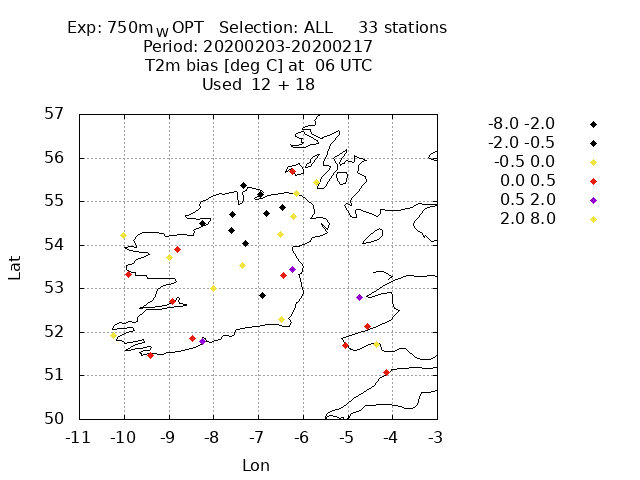 Exp: 750mWOPT   Selection: ALL     33 stations
Period: 20200203-20200217
T2m bias [deg C] at  06 UTC
Used  12 + 18
57
56
55
54
53
52
51
50
-11 -10 -9 -8 -7 -6 -5 -4 -3
Lat
Lon
-8.0 -2.0
-2.0 -0.5
-0.5 0.0
0.0 0.5
0.5 2.0
2.0 8.0